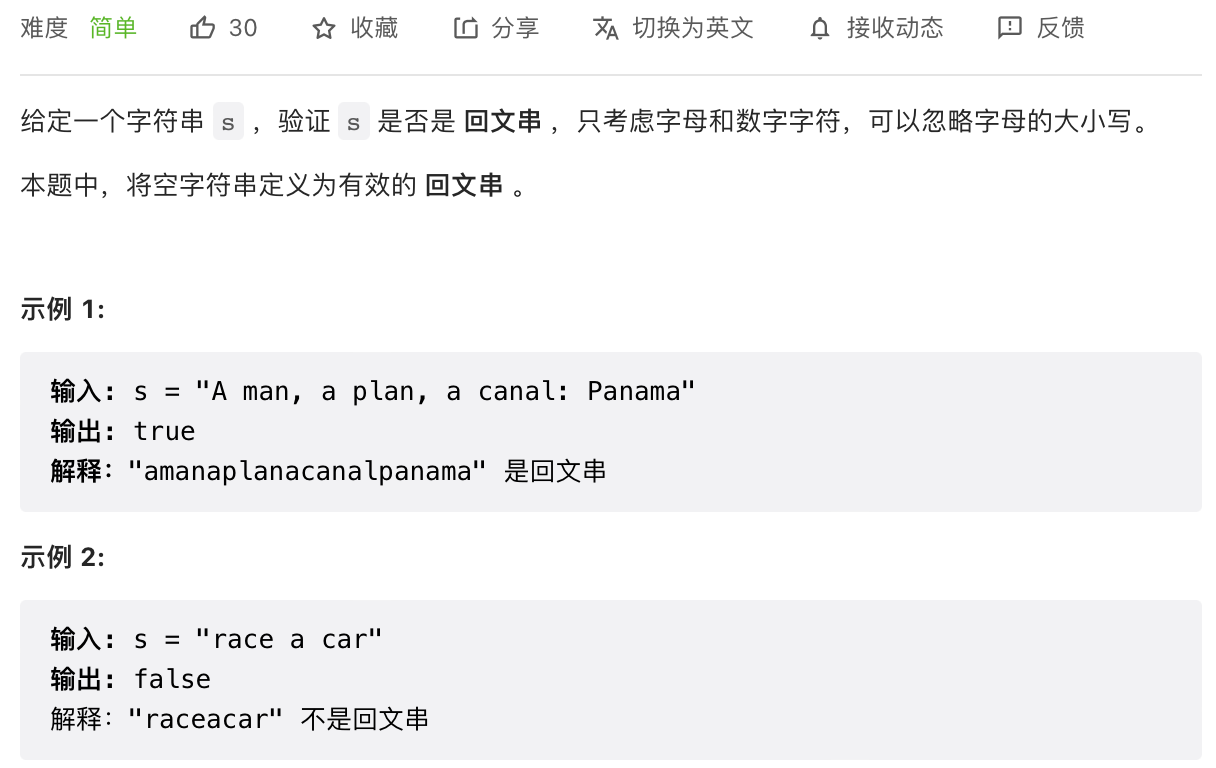 难度 简单 30 收藏 分享 切换为英文 接收动态 反馈
给定一个字符串 s ，验证 s 是否是 回文串 ，只考虑字母和数字字符，可以忽略字母的大小写。
本题中，将空字符串定义为有效的 回文串 。
示例 1:
输入: s = "A man, a plan, a canal: Panama"
输出: true
解释："amanaplanacanalpanama" 是回文串
示例 2:
输入: s = "race a car"
输出: false
解释："raceacar" 不是回文串